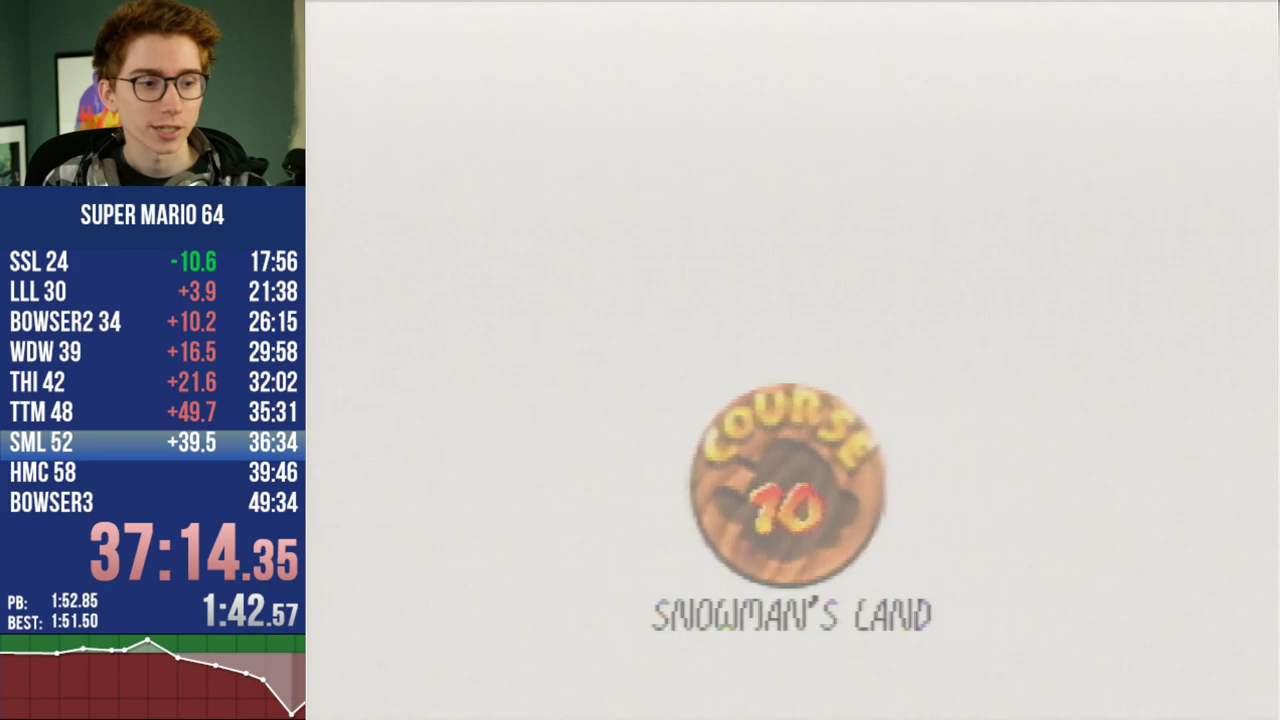 SUPER MARIO 64
SSL 24 -10.6 17:56
LLL 30 +3.9 21:38
BOWSER2 34 +10.2 26:15
WDW 39 +16.5 29:58
THI 42 +21.6 32:02
TTM 48 +49.7 35:31
SML 52 +39.5 36:34
HMC 58 39:46
BOWSER3 49:34
37:14.35
PB: 1:52.85
BEST: 1:51.50
1:42.57
COURSE
10
SNOWMAN'S LAND